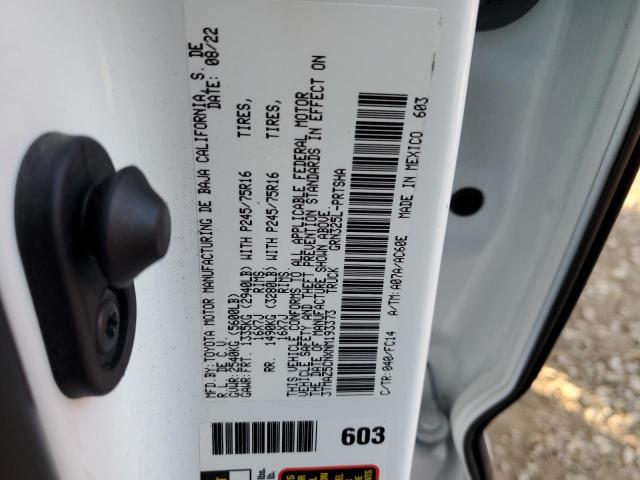 MFD. BY: TOYOTA MOTOR MANUFACTURING DE BAJA CALIFORNIA, S. DE
R. L. DE C.V. DATE: 08/22
GVWR: 2540KG (5600LB)
GAWR: FRT. 1335KG (2940LB) WITH P245/75R16 TIRES,
16X7J RIMS.
RR. 1490KG (3280LB) WITH P245/75R16 TIRES,
16X7J RIMS.
THIS VEHICLE CONFORMS TO ALL APPLICABLE FEDERAL MOTOR
VEHICLE SAFETY AND THEFT PREVENTION STANDARDS IN EFFECT ON
THE DATE OF MANUFACTURE SHOWN ABOVE.
TRUCK GRN325L-PRTSHA
C/TR: 040/FC14 A/TM: A07A/AC60E
MADE IN MEXICO 603
603